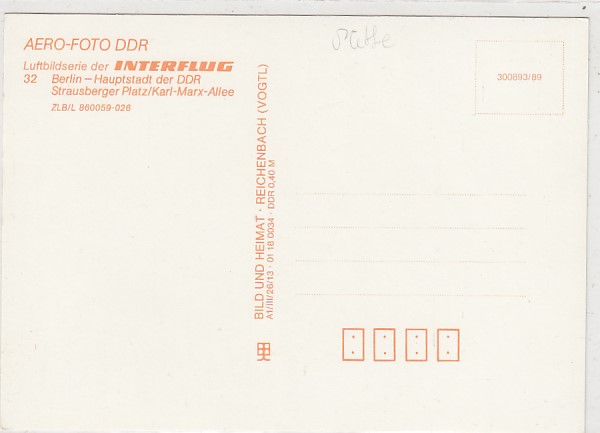 AERO-FOTO DDR
Luftbildserie der INTERFLUG
32 Berlin – Hauptstadt der DDR
Strausberger Platz/Karl-Marx-Allee
ZLB/L 860059-026
300893/89
BILD UND HEIMAT · REICHENBACH (VOGTL)
A1/III/26/13 · 01 18 0034 · DDR 0,40 M